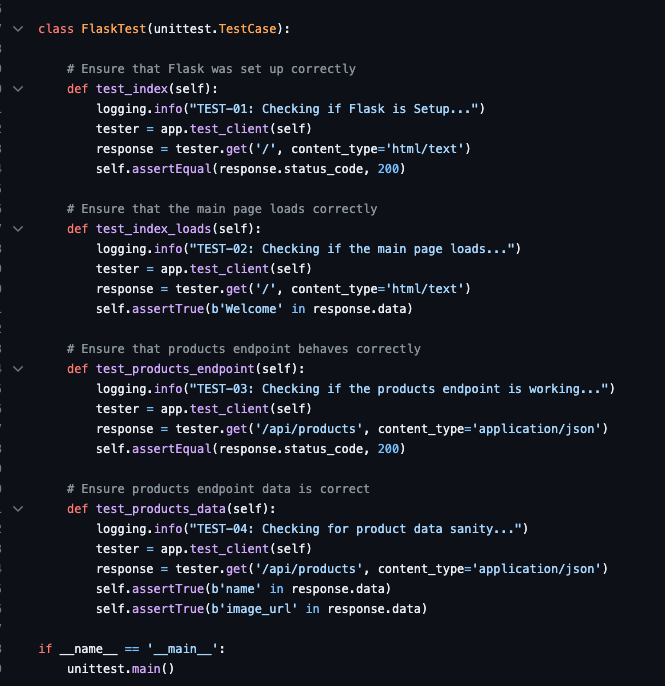 class FlaskTest(unittest.TestCase):
# Ensure that Flask was set up correctly
def test_index(self):
logging.info("TEST-01: Checking if Flask is Setup...")
tester = app.test_client(self)
response = tester.get('/', content_type='html/text')
self.assertEqual(response.status_code, 200)
# Ensure that the main page loads correctly
def test_index_loads(self):
logging.info("TEST-02: Checking if the main page loads...")
tester = app.test_client(self)
response = tester.get('/', content_type='html/text')
self.assertTrue(b'Welcome' in response.data)
# Ensure that products endpoint behaves correctly
def test_products_endpoint(self):
logging.info("TEST-03: Checking if the products endpoint is working...")
tester = app.test_client(self)
response = tester.get('/api/products', content_type='application/json')
self.assertEqual(response.status_code, 200)
# Ensure products endpoint data is correct
def test_products_data(self):
logging.info("TEST-04: Checking for product data sanity...")
tester = app.test_client(self)
response = tester.get('/api/products', content_type='application/json')
self.assertTrue(b'name' in response.data)
self.assertTrue(b'image_url' in response.data)
if __name__ == '__main__':
unittest.main()